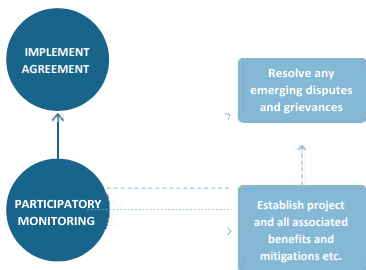 IMPLEMENT
AGREEMENT
Resolve any
emerging disputes
and grievances
PARTICIPATORY
MONITORING
Establish project
and all associated
benefits and
mitigations etc.